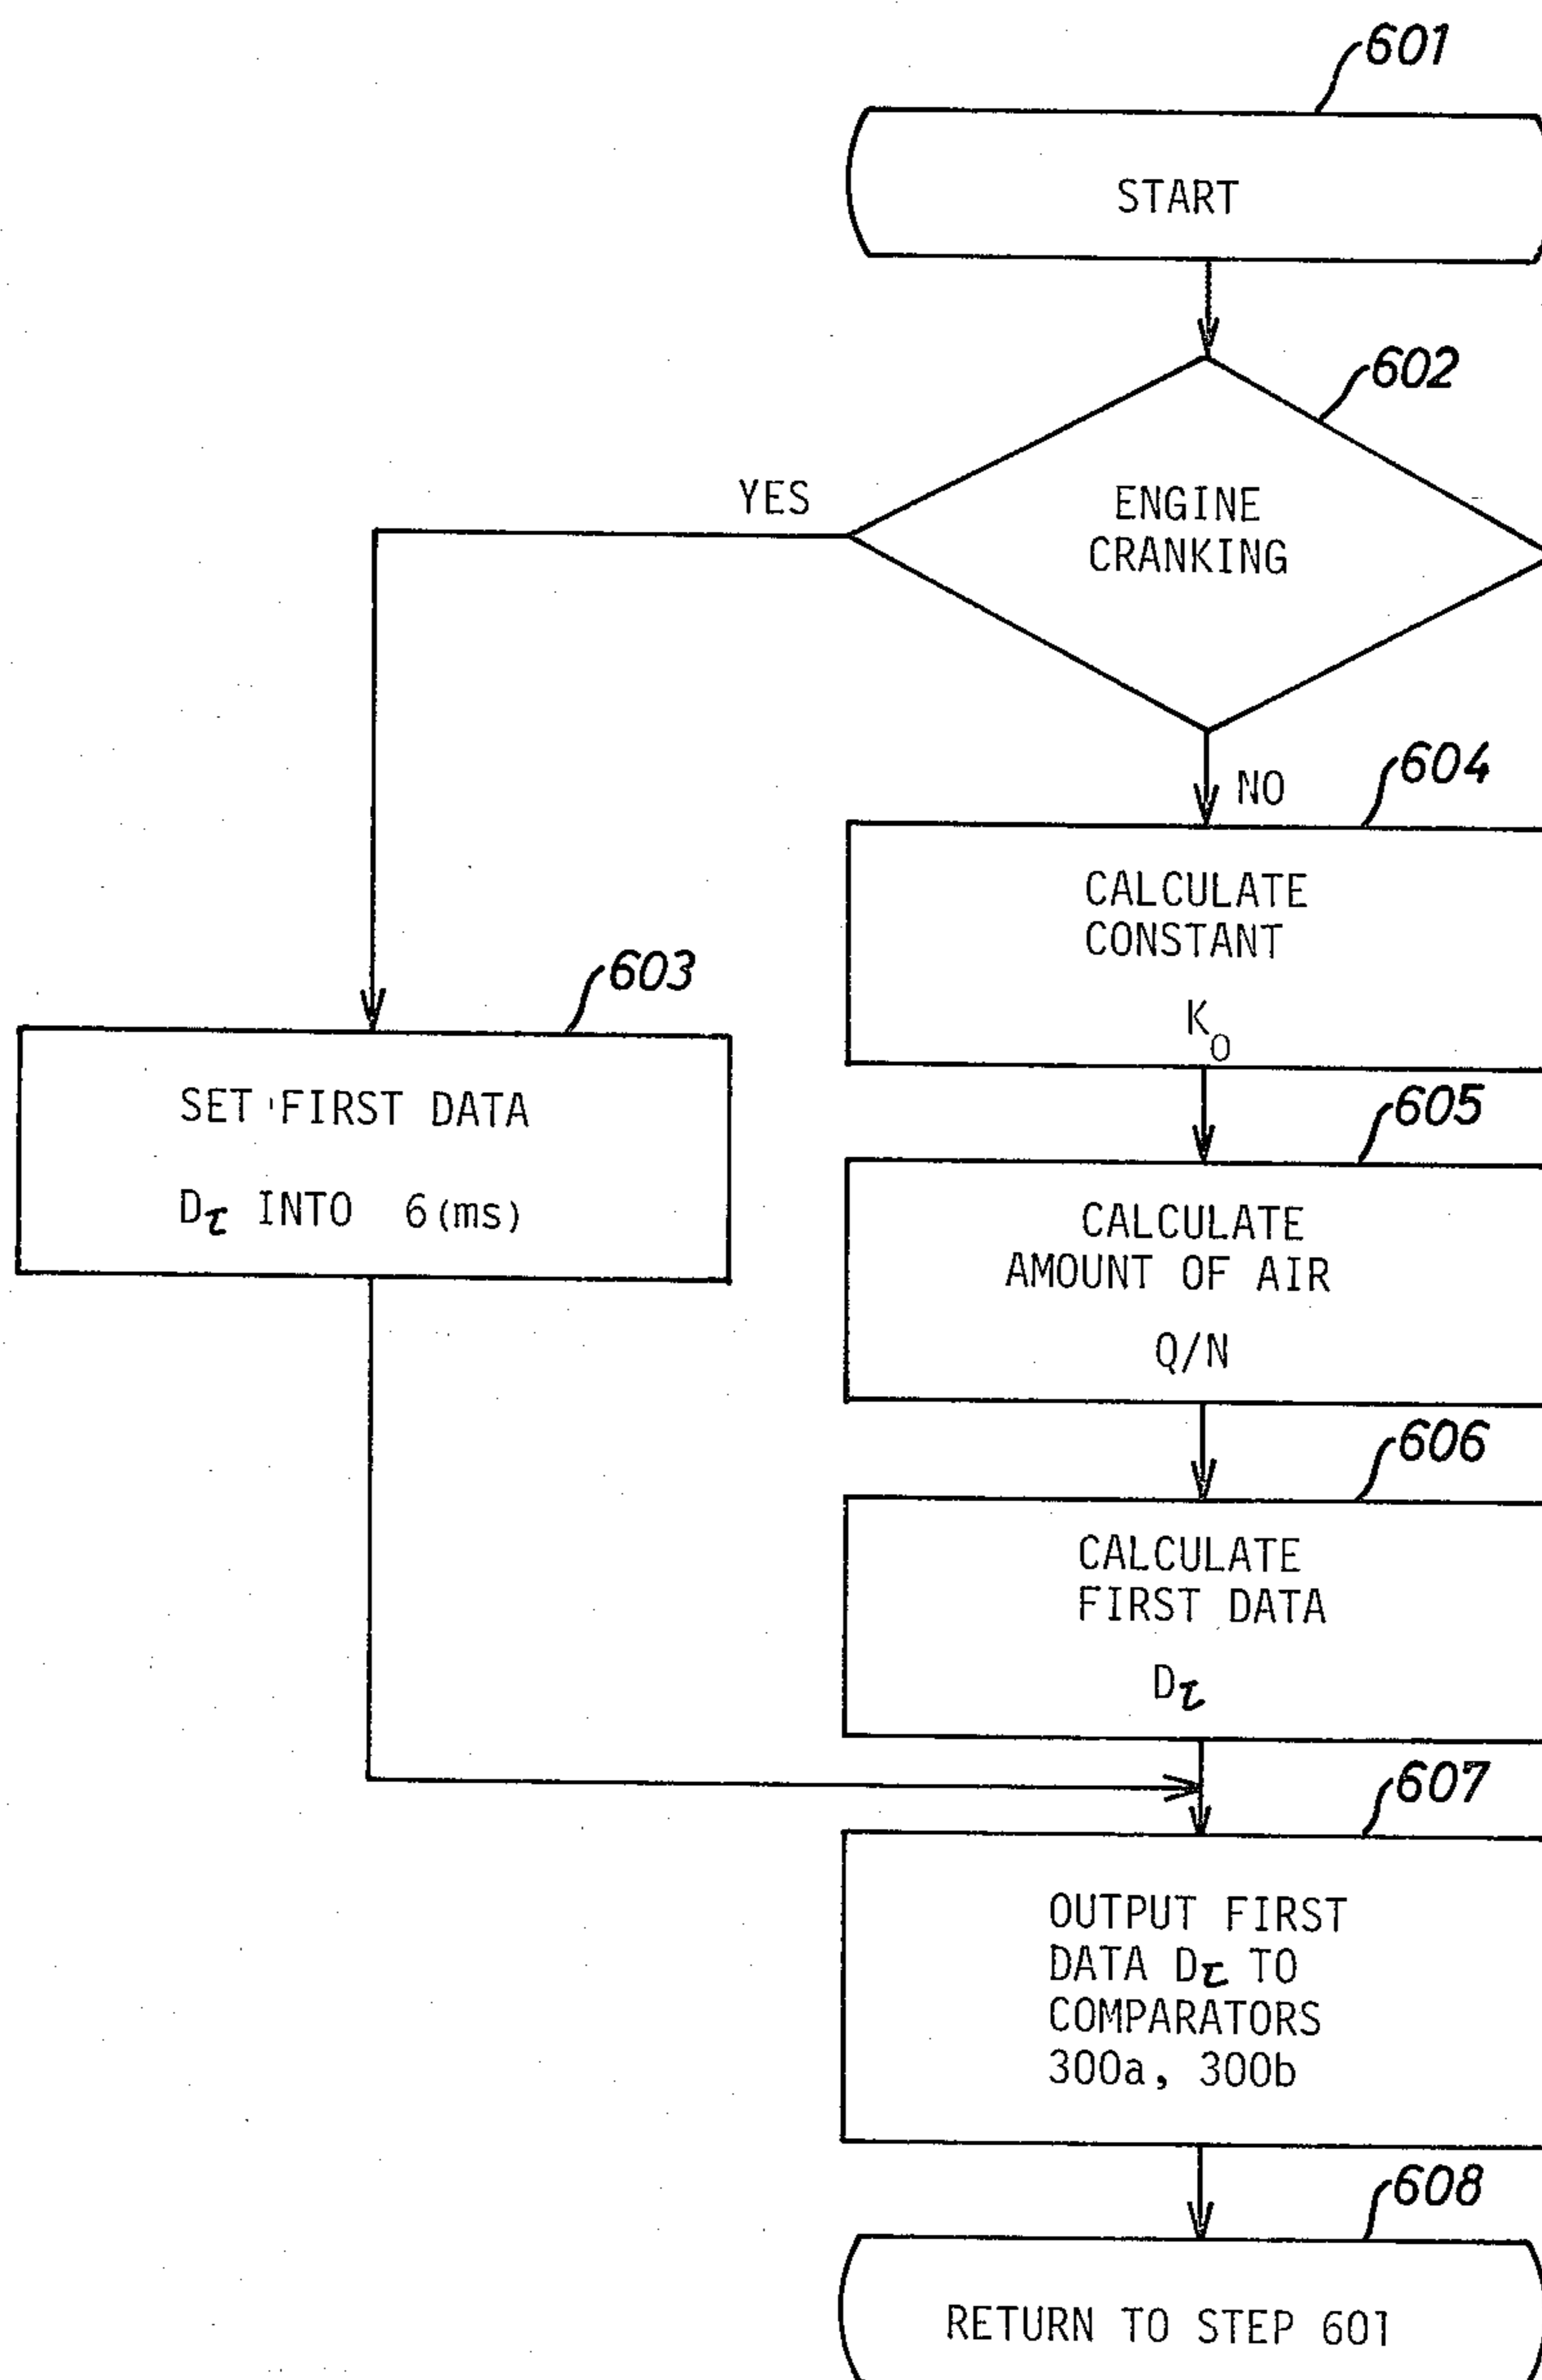 601
START
602
ENGINE
CRANKING
YES
NO
604
CALCULATE
CONSTANT
K₀
603
SET FIRST DATA
Dτ INTO 6(ms)
605
CALCULATE
AMOUNT OF AIR
Q/N
606
CALCULATE
FIRST DATA
Dτ
607
OUTPUT FIRST
DATA Dτ TO
COMPARATORS
300a, 300b
608
RETURN TO STEP 601